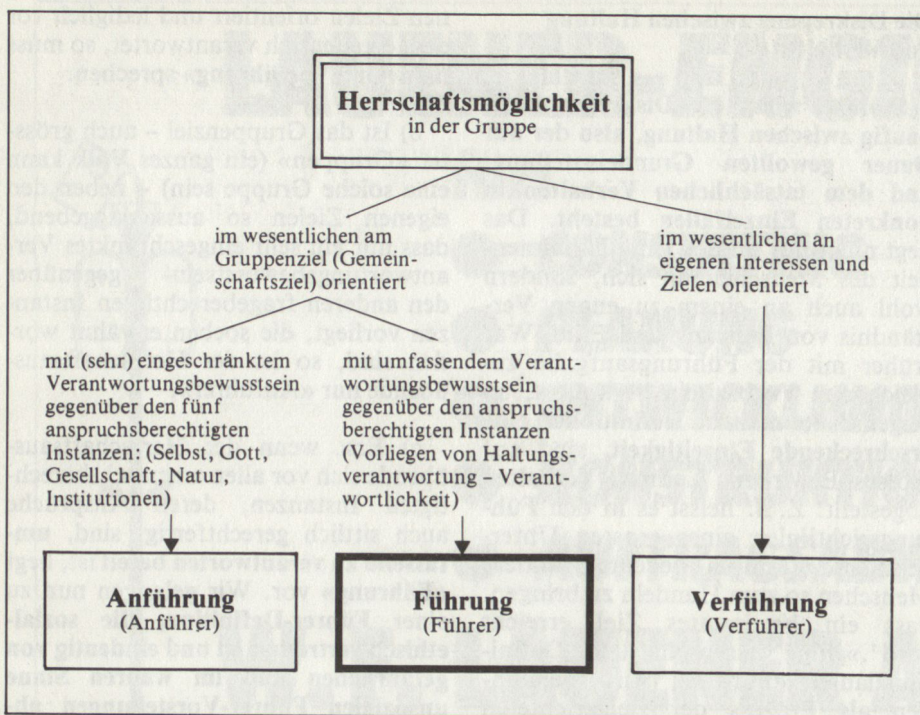 Herrschaftsmöglichkeit
in der Gruppe
im wesentlichen am
Gruppenziel (Gemein-
schaftsziel) orientiert
im wesentlichen an
eigenen Interessen und
Zielen orientiert
mit (sehr) eingeschränktem
Verantwortungsbewusstsein
gegenüber den fünf
anspruchsberechtigten
Instanzen: (Selbst, Gott,
Gesellschaft, Natur
Institutionen)
mit umfassendem Verant-
wortungsbewusstsein
gegenüber den anspruchs-
berechtigten Instanzen
(Vorliegen von Haltungs-
verantwortung – Verant-
wortlichkeit)
Anführung
(Anführer)
Führung
(Führer)
Verführung
(Verführer)